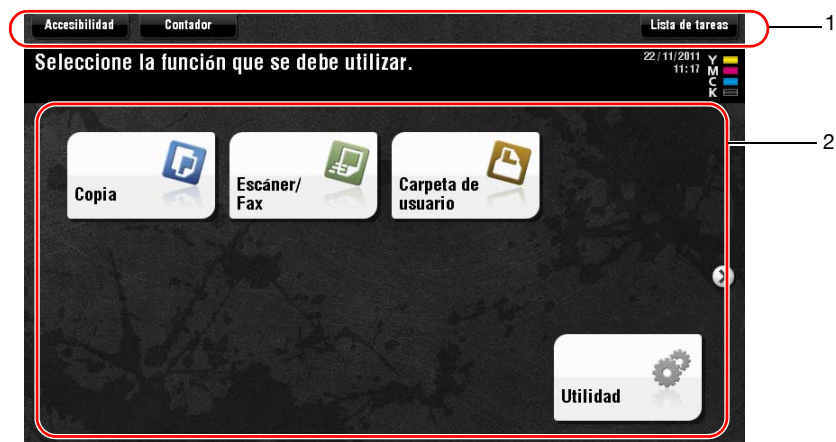 Accesibilidad Contador Lista de tareas 1
Seleccione la función que se debe utilizar. 22/11/2011
11:17
Y
M
C
K
2
Copia
Escáner/
Fax
Carpeta de
usuario
Utilidad